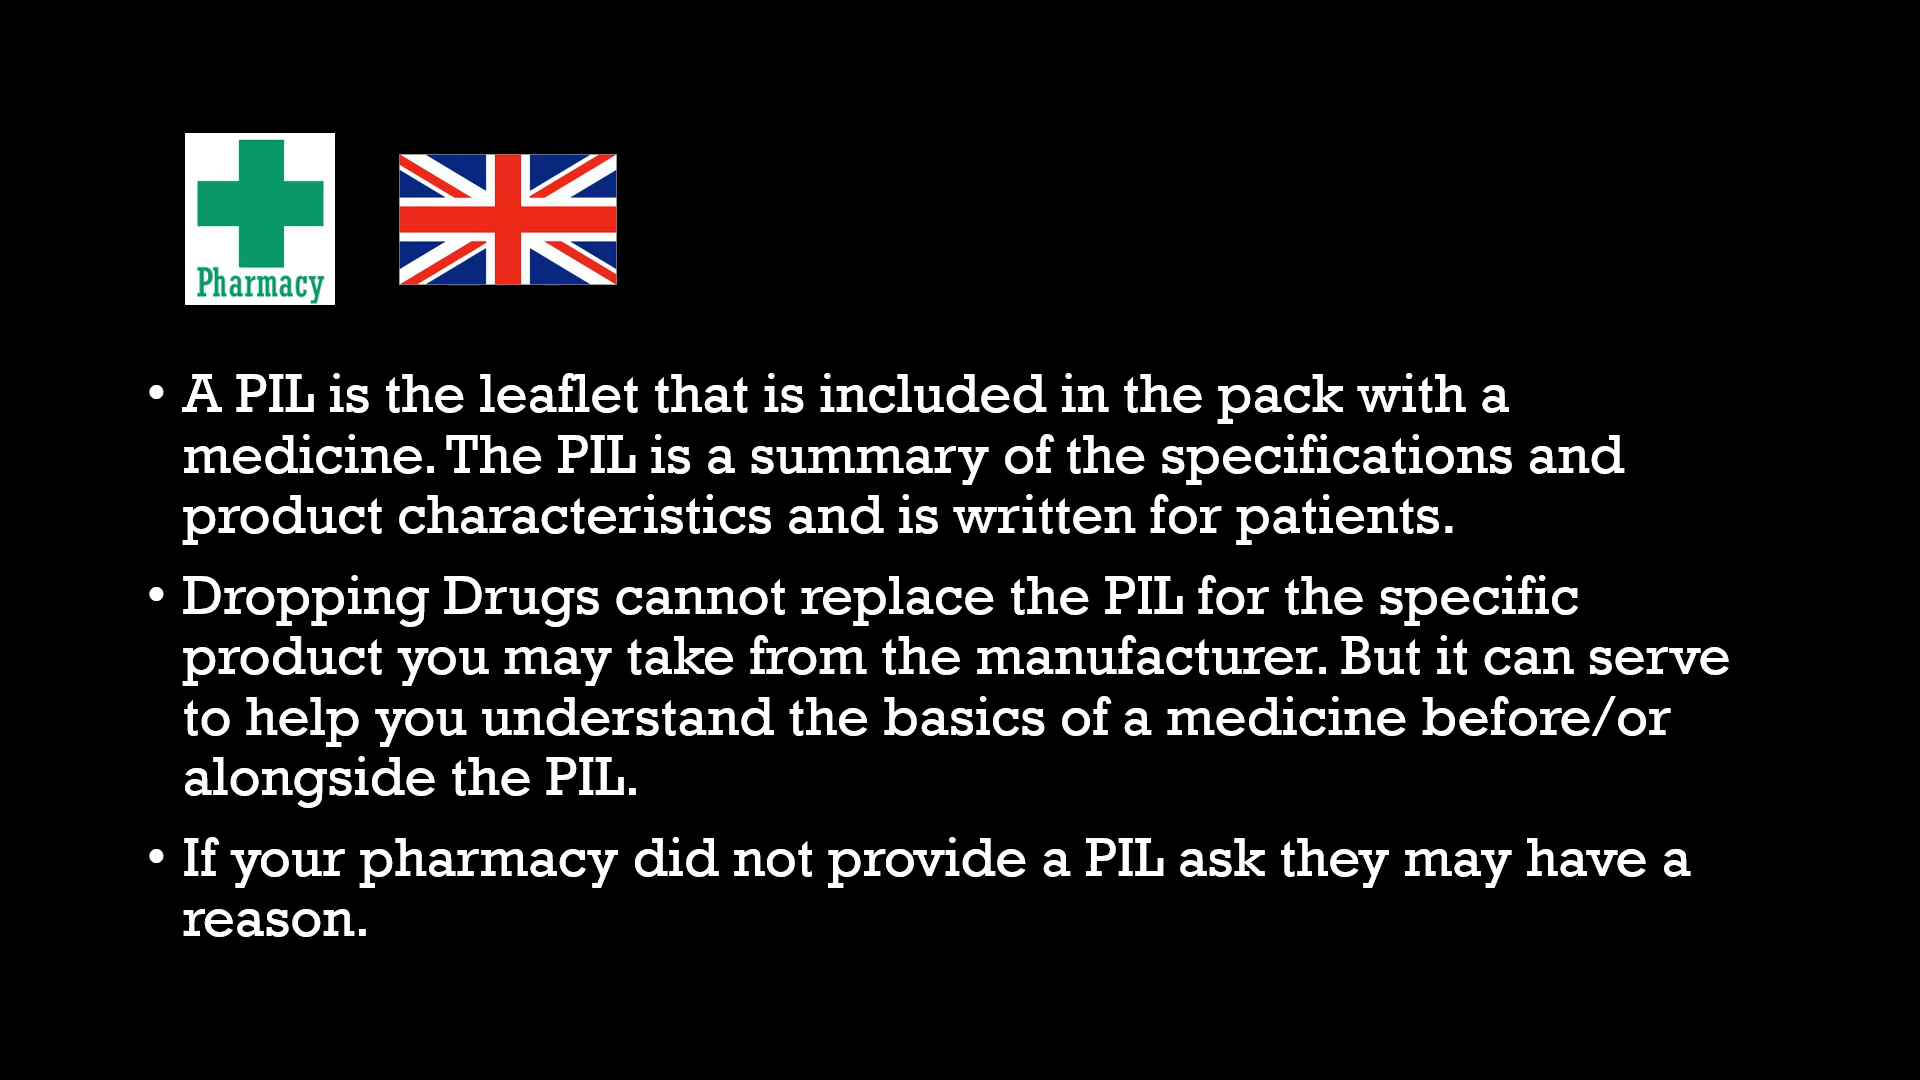 Pharmacy
• A PIL is the leaflet that is included in the pack with a
medicine. The PIL is a summary of the specifications and
product characteristics and is written for patients.
• Dropping Drugs cannot replace the PIL for the specific
product you may take from the manufacturer. But it can serve
to help you understand the basics of a medicine before/or
alongside the PIL.
• If your pharmacy did not provide a PIL ask they may have a
reason.